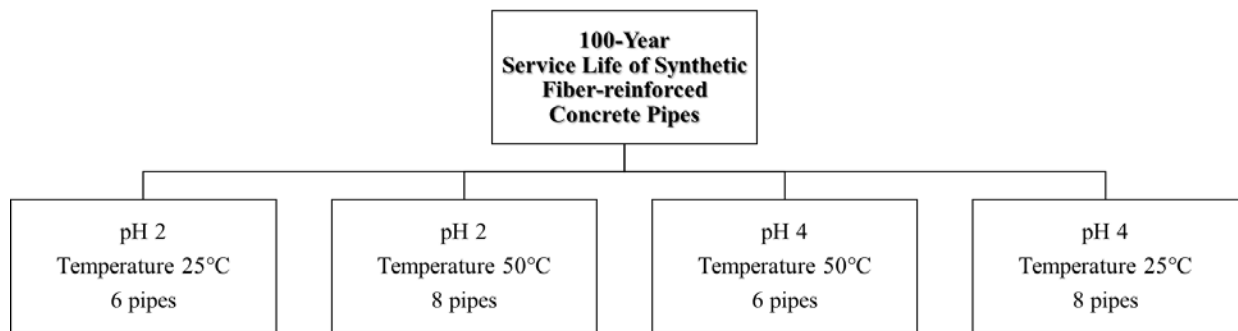 100-Year
Service Life of Synthetic
Fiber-reinforced
Concrete Pipes
pH 2
Temperature 25°C
6 pipes
pH 2
Temperature 50°C
8 pipes
pH 4
Temperature 50°C
6 pipes
pH 4
Temperature 25°C
8 pipes